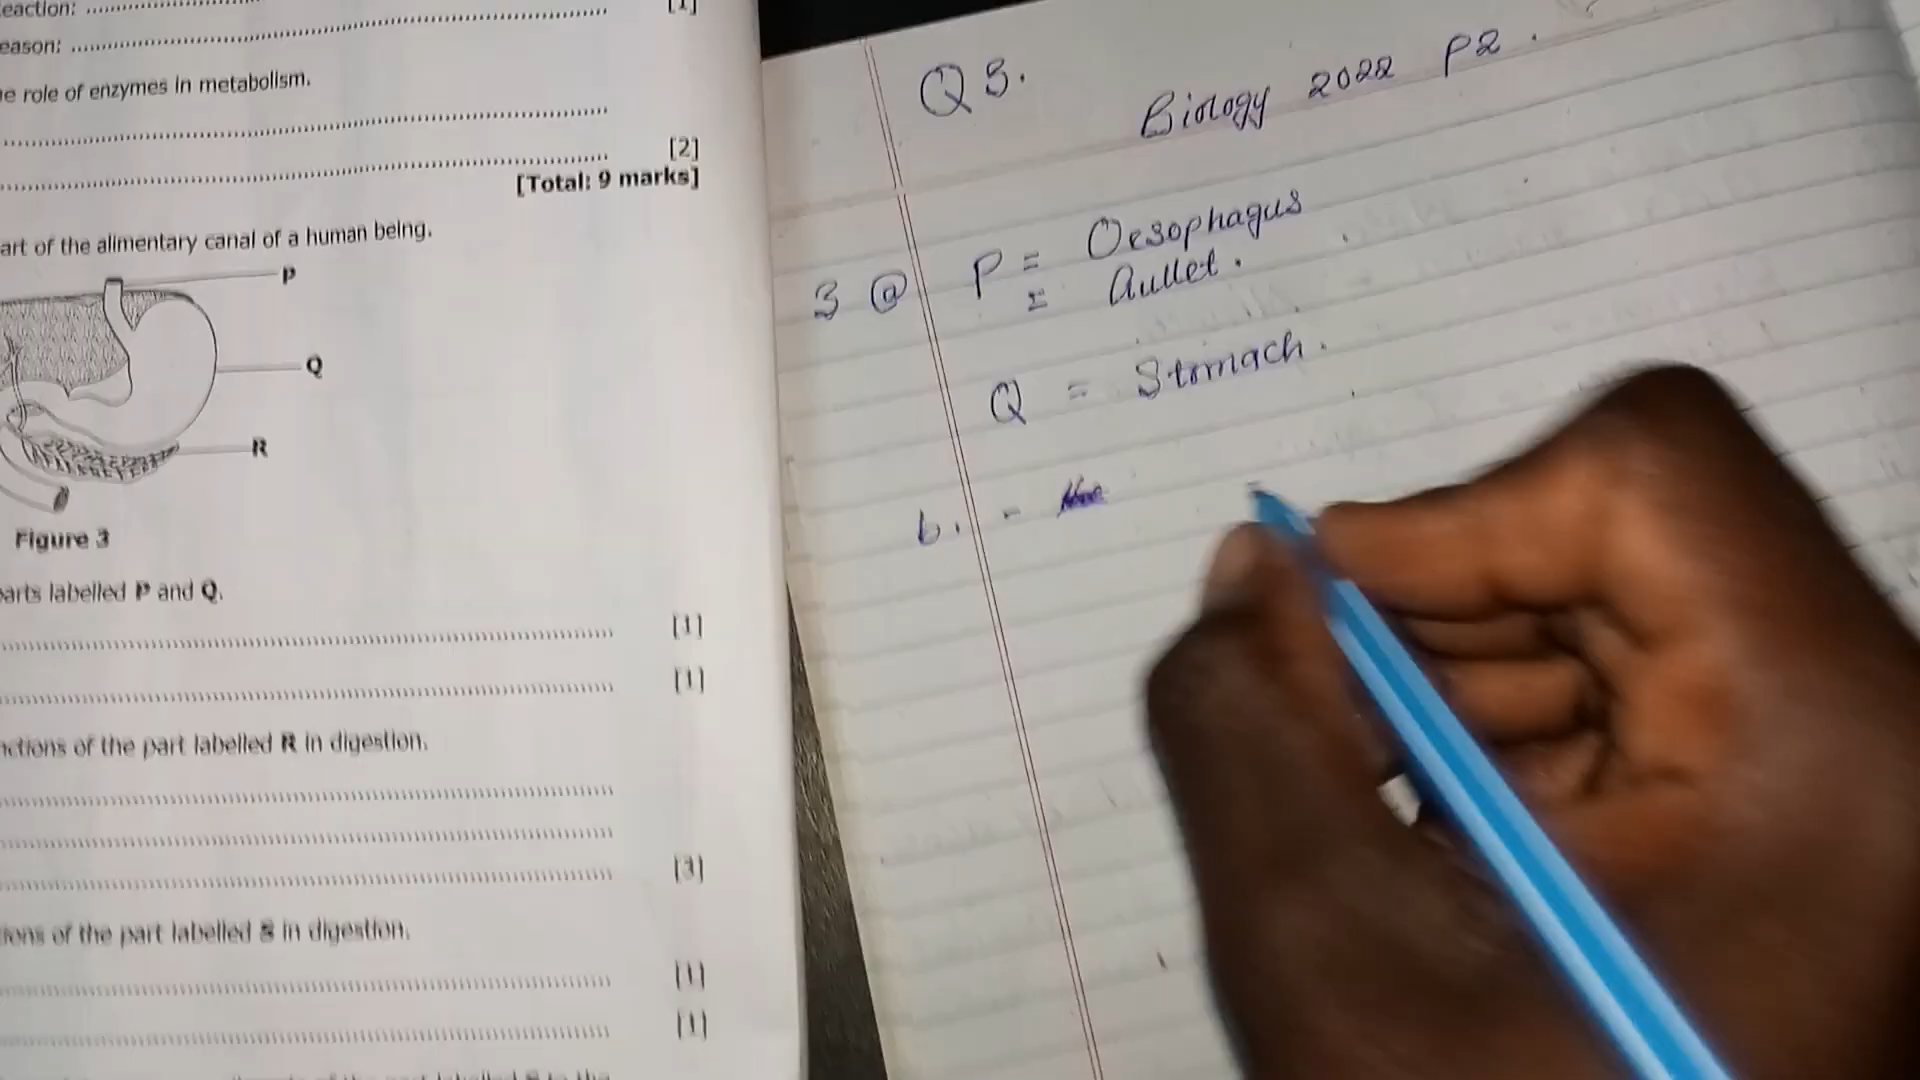 eaction: ........ [1]
eason: ........
e role of enzymes in metabolism.
[2]
[Total: 9 marks]
art of the alimentary canal of a human being.
P
Q
R
Figure 3
arts labelled P and Q.
[1]
[1]
nctions of the part labelled R in digestion.
[3]
ions of the part labelled S in digestion.
[1]
[1]
Q3.
Biology 2022 P2.
3 (a) P = Oesophagus
= Gullet.
Q = Stomach.
b. -